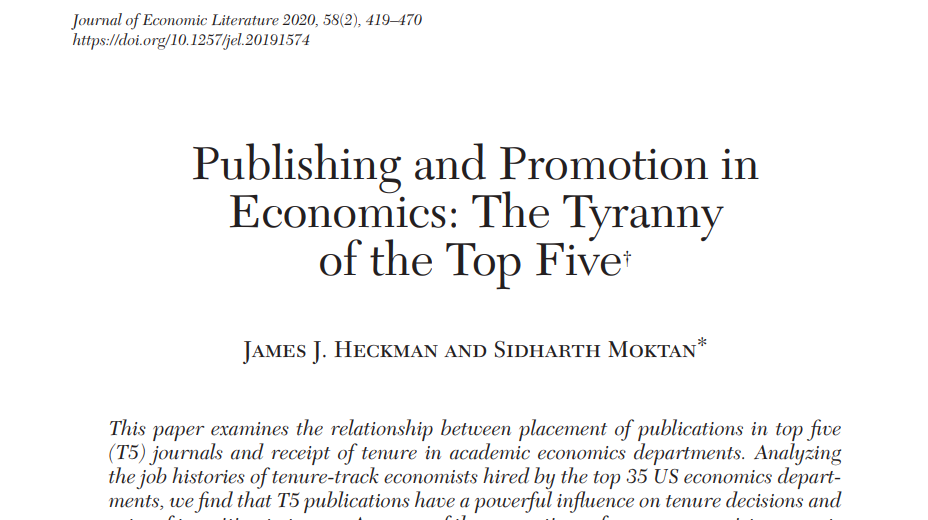 Journal of Economic Literature 2020, 58(2), 419–470
https://doi.org/10.1257/jel.20191574
Publishing and Promotion in
Economics: The Tyranny
of the Top Five†
James J. Heckman and Sidharth Moktan*
This paper examines the relationship between placement of publications in top five
(T5) journals and receipt of tenure in academic economics departments. Analyzing
the job histories of tenure-track economists hired by the top 35 US economics depart-
ments, we find that T5 publications have a powerful influence on tenure decisions and